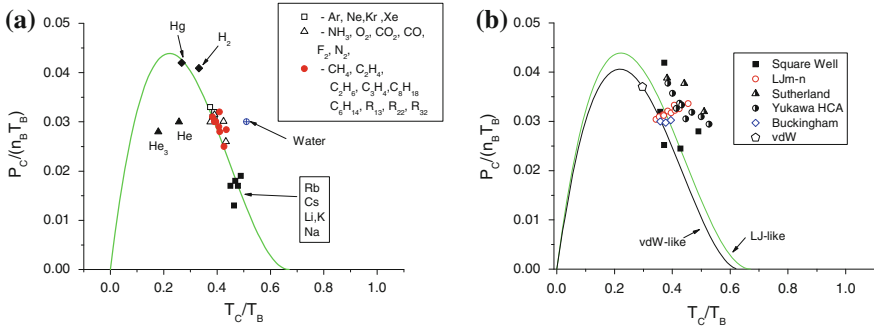 (a)
Hg
H₂
- Ar, Ne,Kr ,Xe
- NH₃, O₂, CO₂, CO,
F₂, N₂,
- CH₄, C₂H₄,
C₂H₆, C₃H₄,C₈H₁₈
C₆H₁₄, R₁₃, R₂₂, R₃₂
He₃
He
Water
Rb
Cs
Li,K
Na
P_C/(n_BT_B)
0.00
0.01
0.02
0.03
0.04
0.05
0.0 0.2 0.4 0.6 0.8 1.0
T_C/T_B
(b)
Square Well
LJm-n
Sutherland
Yukawa HCA
Buckingham
vdW
vdW-like
LJ-like
P_C/(n_BT_B)
0.00
0.01
0.02
0.03
0.04
0.05
0.0 0.2 0.4 0.6 0.8 1.0
T_C/T_B